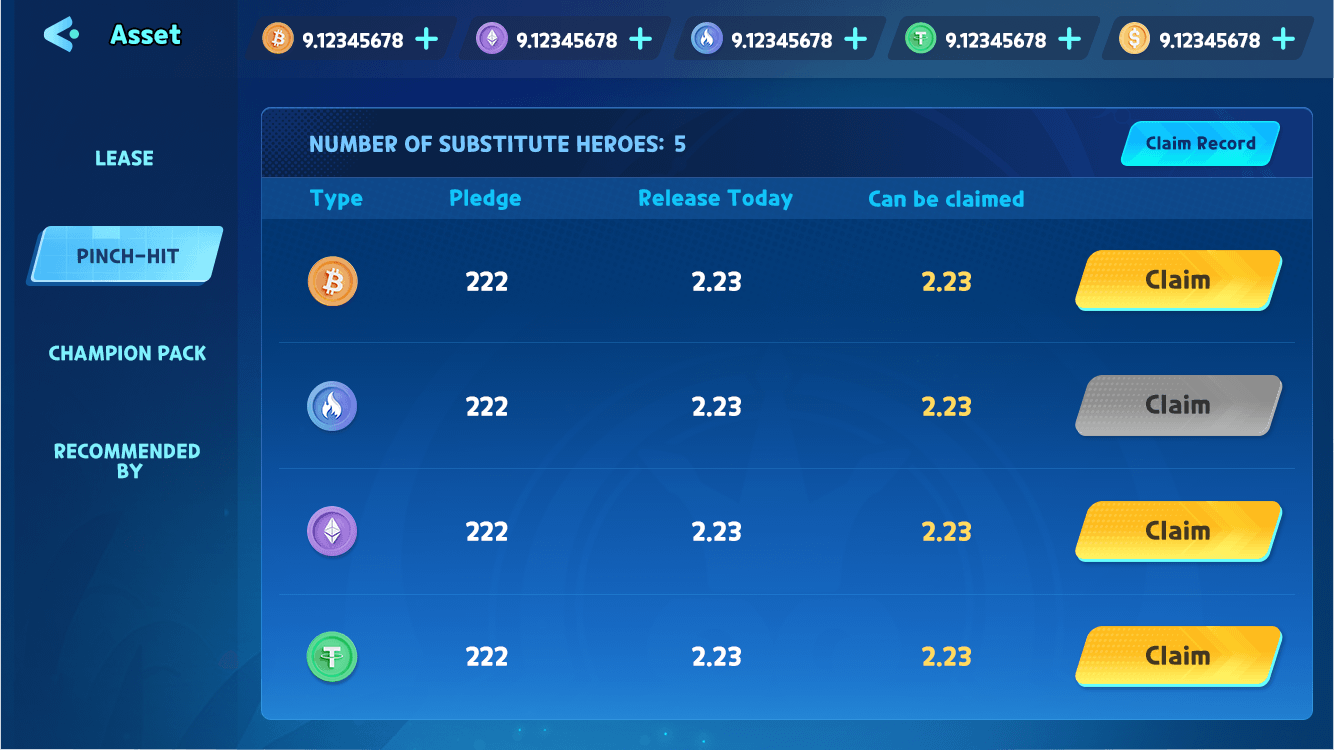 Asset
9.12345678
9.12345678
9.12345678
9.12345678
9.12345678
LEASE
PINCH-HIT
CHAMPION PACK
RECOMMENDED
BY
NUMBER OF SUBSTITUTE HEROES: 5
Claim Record
Type Pledge Release Today Can be claimed
222 2.23 2.23 Claim
222 2.23 2.23 Claim
222 2.23 2.23 Claim
222 2.23 2.23 Claim